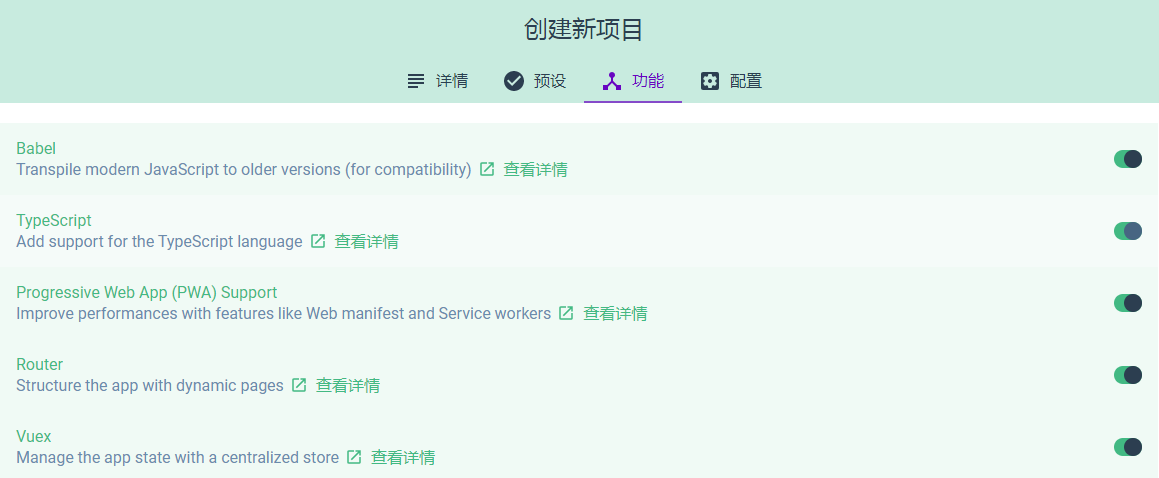 创建新项目
详情 预设 功能 配置
Babel
Transpile modern JavaScript to older versions (for compatibility) 查看详情
TypeScript
Add support for the TypeScript language 查看详情
Progressive Web App (PWA) Support
Improve performances with features like Web manifest and Service workers 查看详情
Router
Structure the app with dynamic pages 查看详情
Vuex
Manage the app state with a centralized store 查看详情